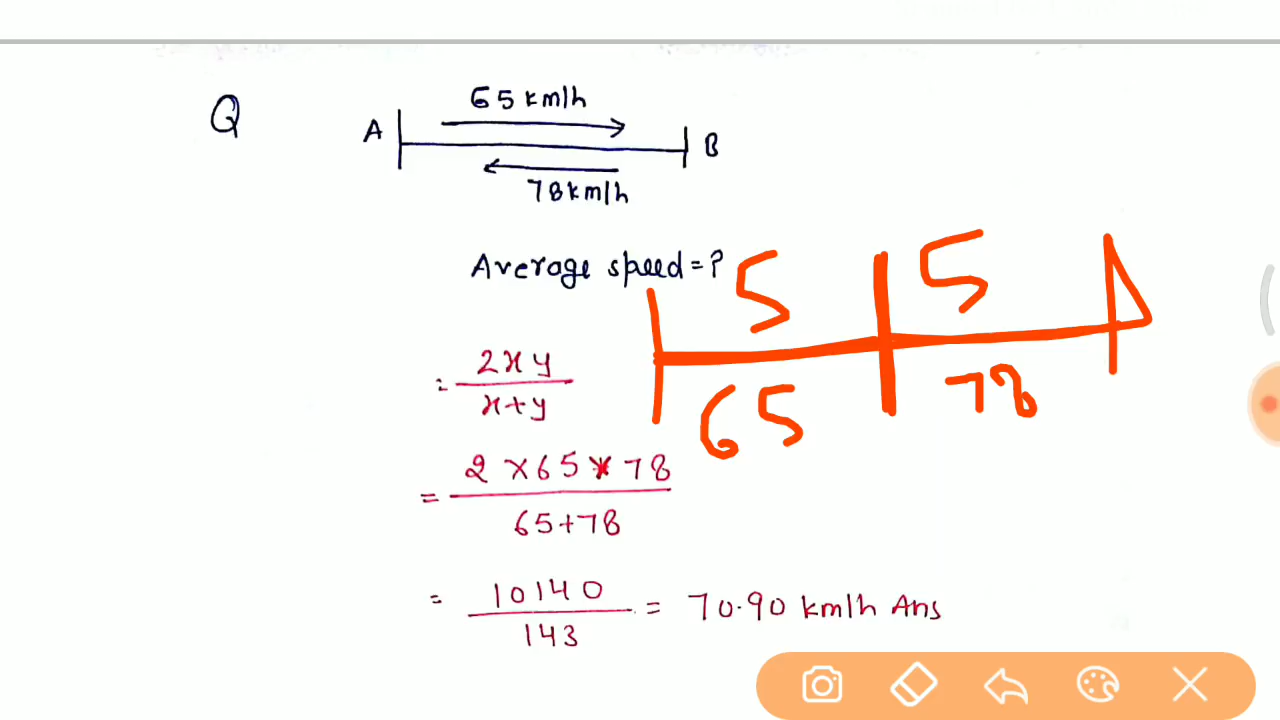 Q
65 km/h
A
B
78 km/h
Average speed = ?
5 5
65 78
= 2xy / x+y
= 2 × 65 × 78 / 65+78
= 10140 / 143 = 70.90 km/h Ans